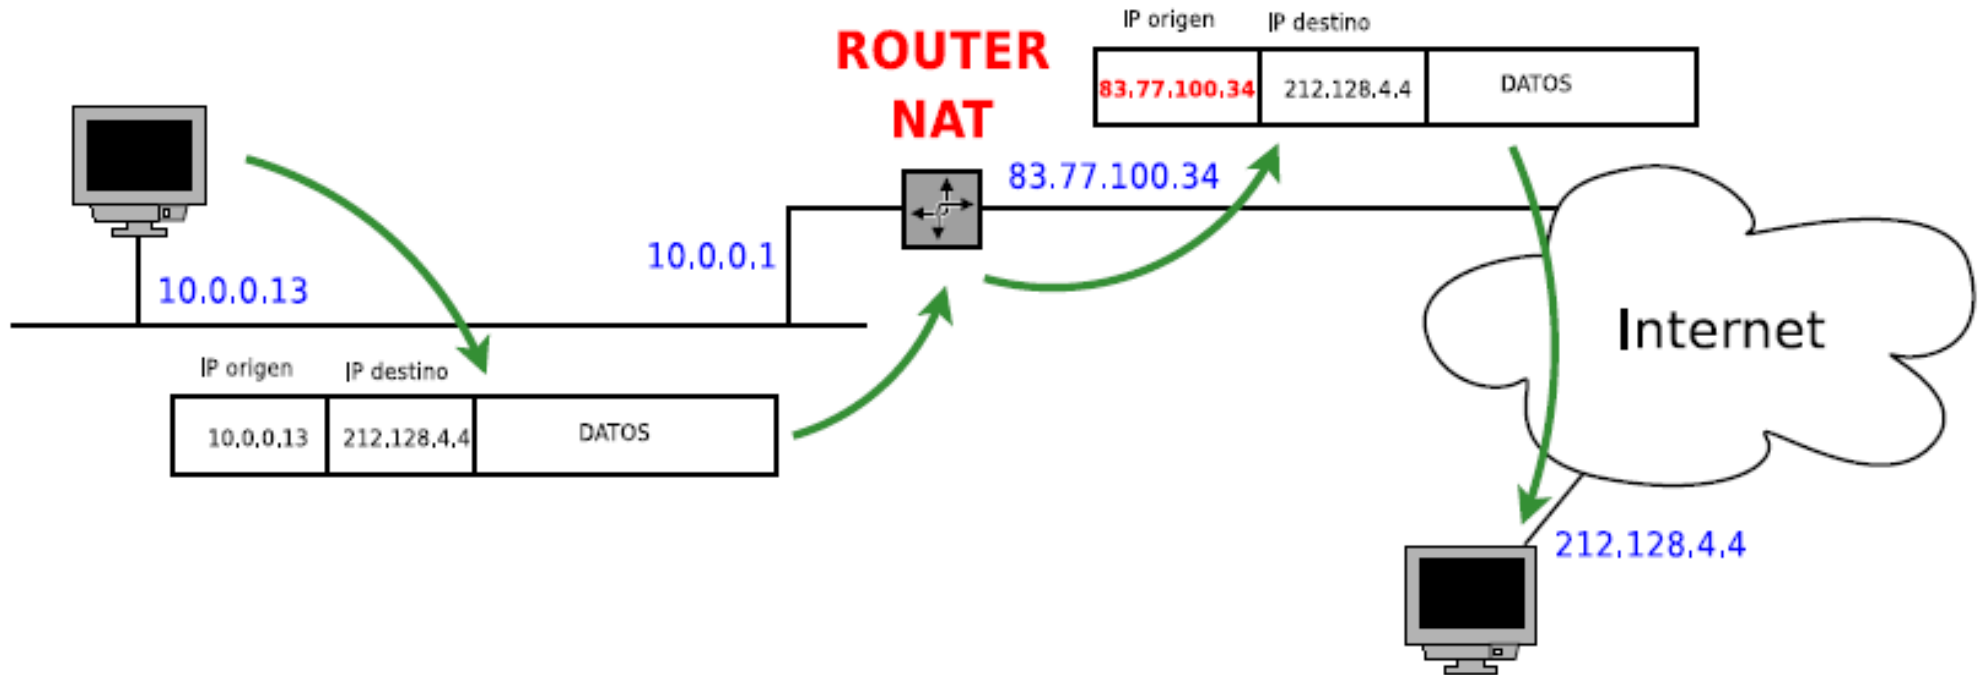 IP origen IP destino
ROUTER
NAT
83.77.100.34 212.128.4.4 DATOS
83.77.100.34
10.0.0.1
10.0.0.13
Internet
IP origen IP destino
10.0.0.13 212.128.4.4 DATOS
212.128.4.4